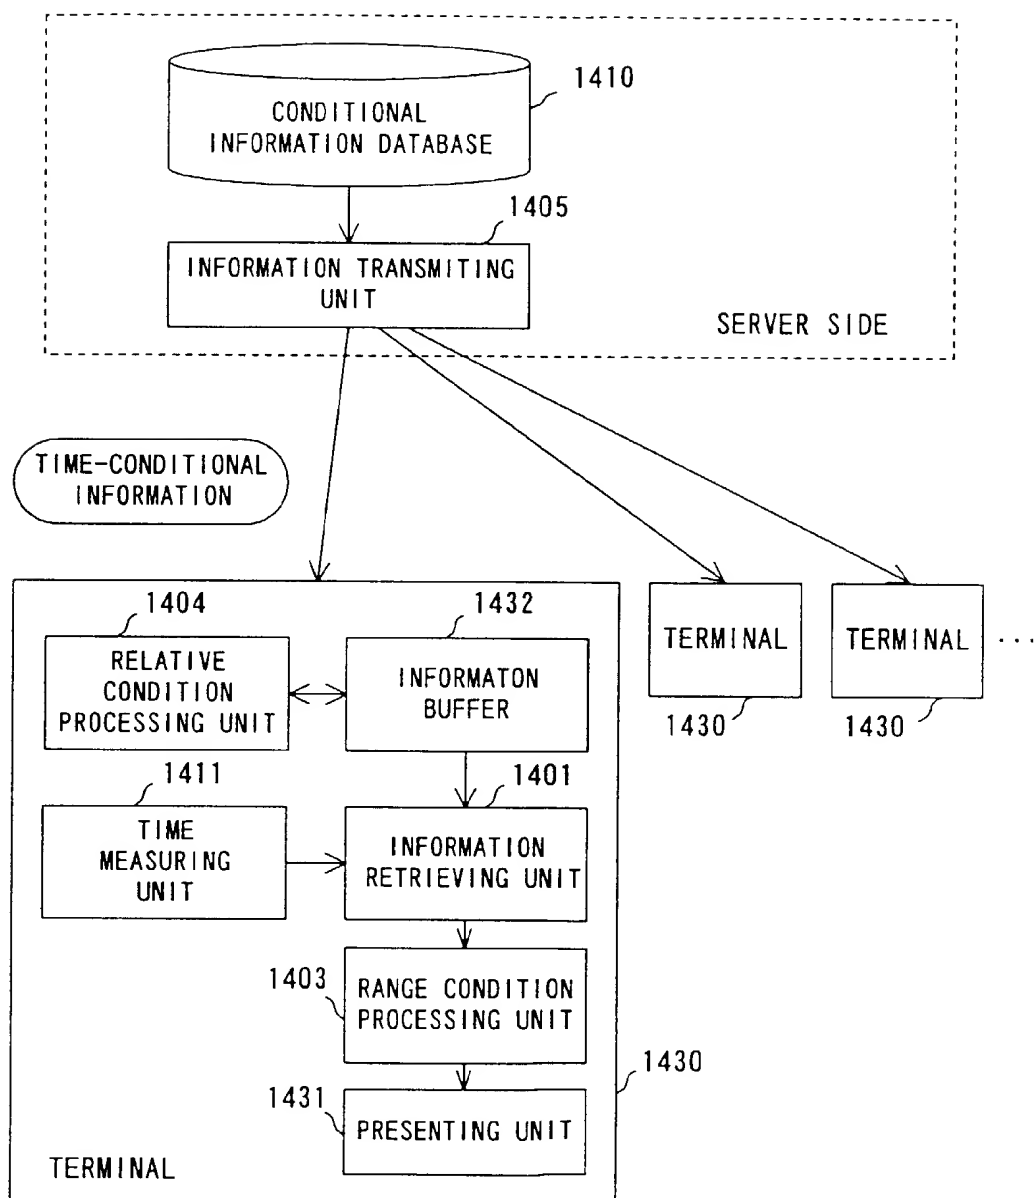 1410
CONDITIONAL
INFORMATION DATABASE
1405
INFORMATION TRANSMITING
UNIT
SERVER SIDE
TIME-CONDITIONAL
INFORMATION
1404
RELATIVE
CONDITION
PROCESSING UNIT
1432
INFORMATON
BUFFER
TERMINAL
1430
TERMINAL
1430
...
1411
TIME
MEASURING
UNIT
1401
INFORMATION
RETRIEVING UNIT
1403
RANGE CONDITION
PROCESSING UNIT
1430
1431
PRESENTING UNIT
TERMINAL